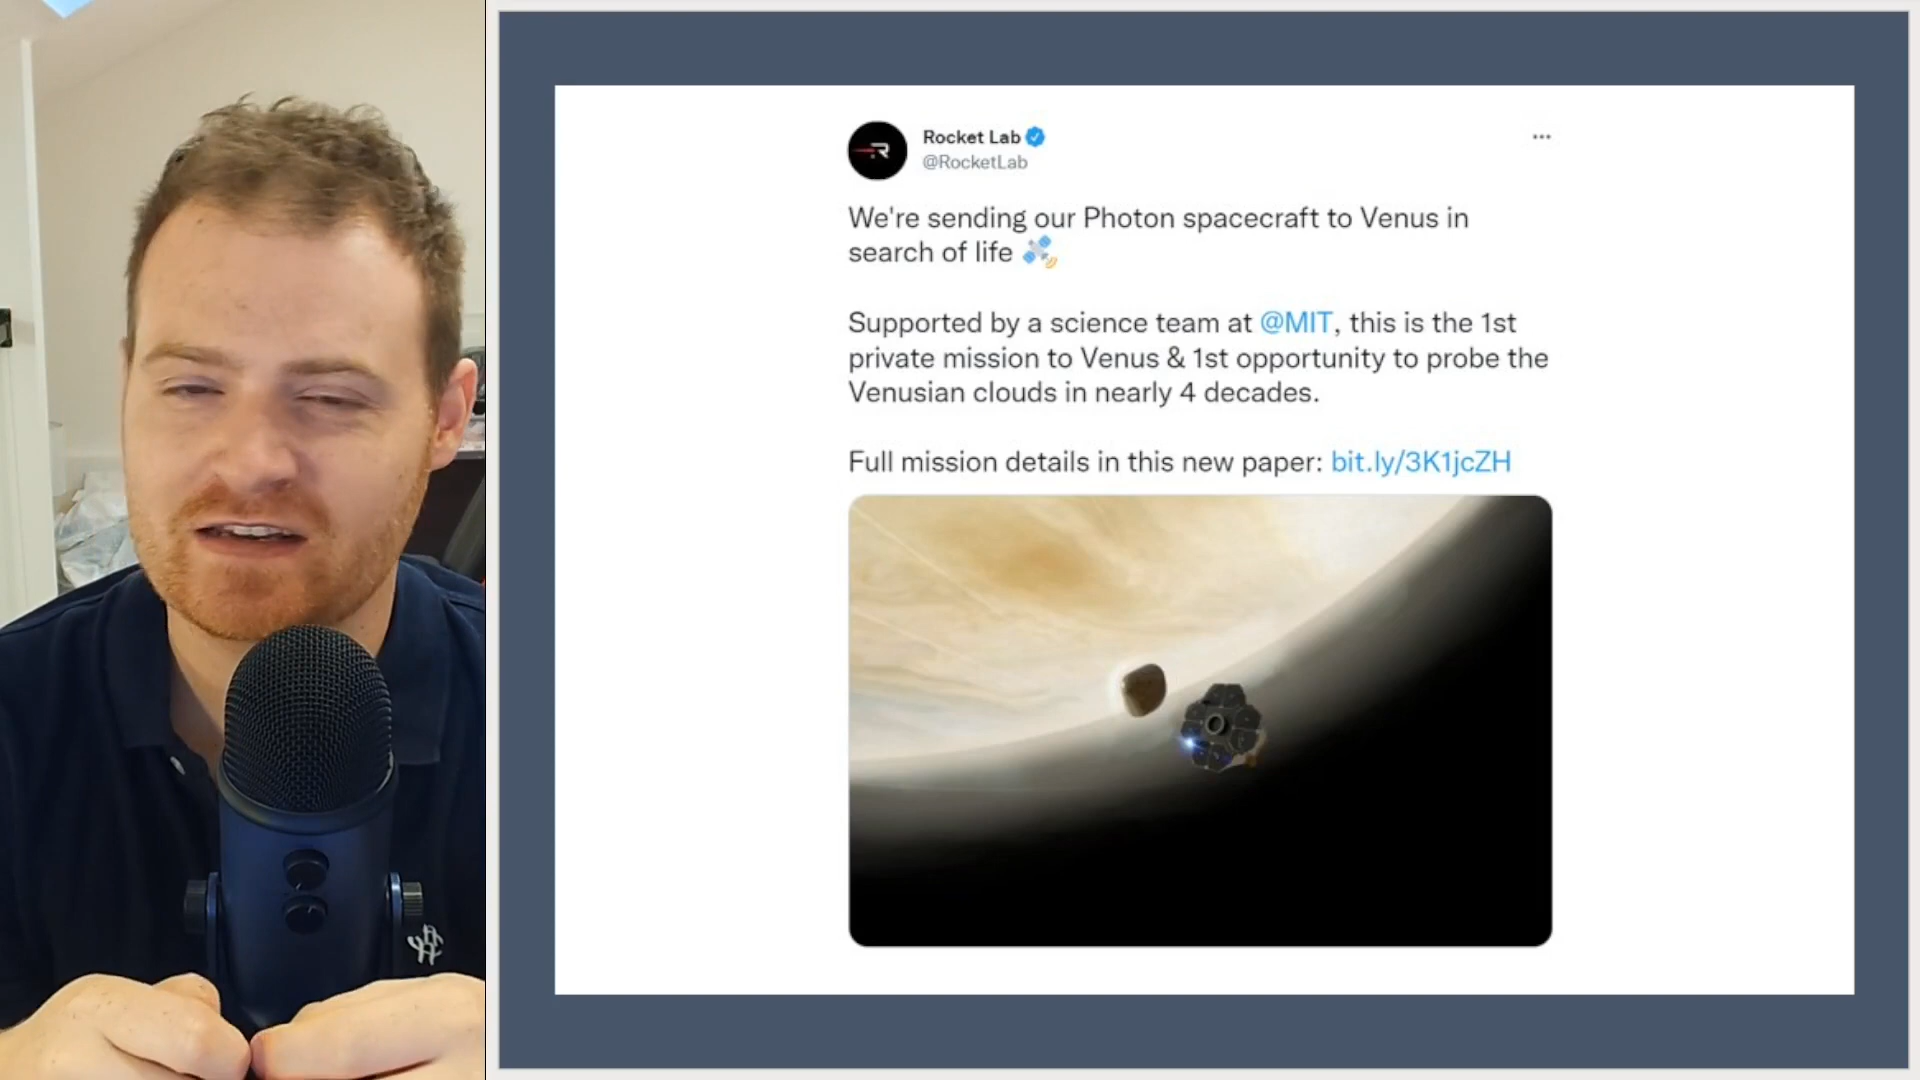 Rocket Lab
@RocketLab
We're sending our Photon spacecraft to Venus in
search of life
Supported by a science team at @MIT, this is the 1st
private mission to Venus & 1st opportunity to probe the
Venusian clouds in nearly 4 decades.
Full mission details in this new paper: bit.ly/3K1jcZH